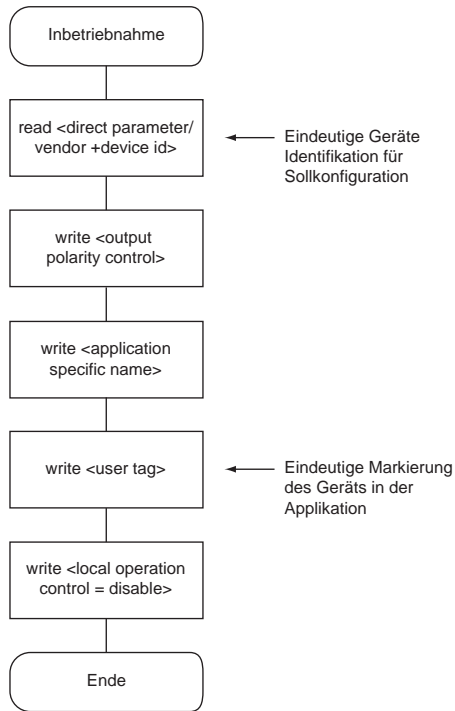 Inbetriebnahme
read <direct parameter/
vendor +device id>
Eindeutige Geräte
Identifikation für
Sollkonfiguration
write <output
polarity control>
write <application
specific name>
write <user tag>
Eindeutige Markierung
des Geräts in der
Applikation
write <local operation
control = disable>
Ende